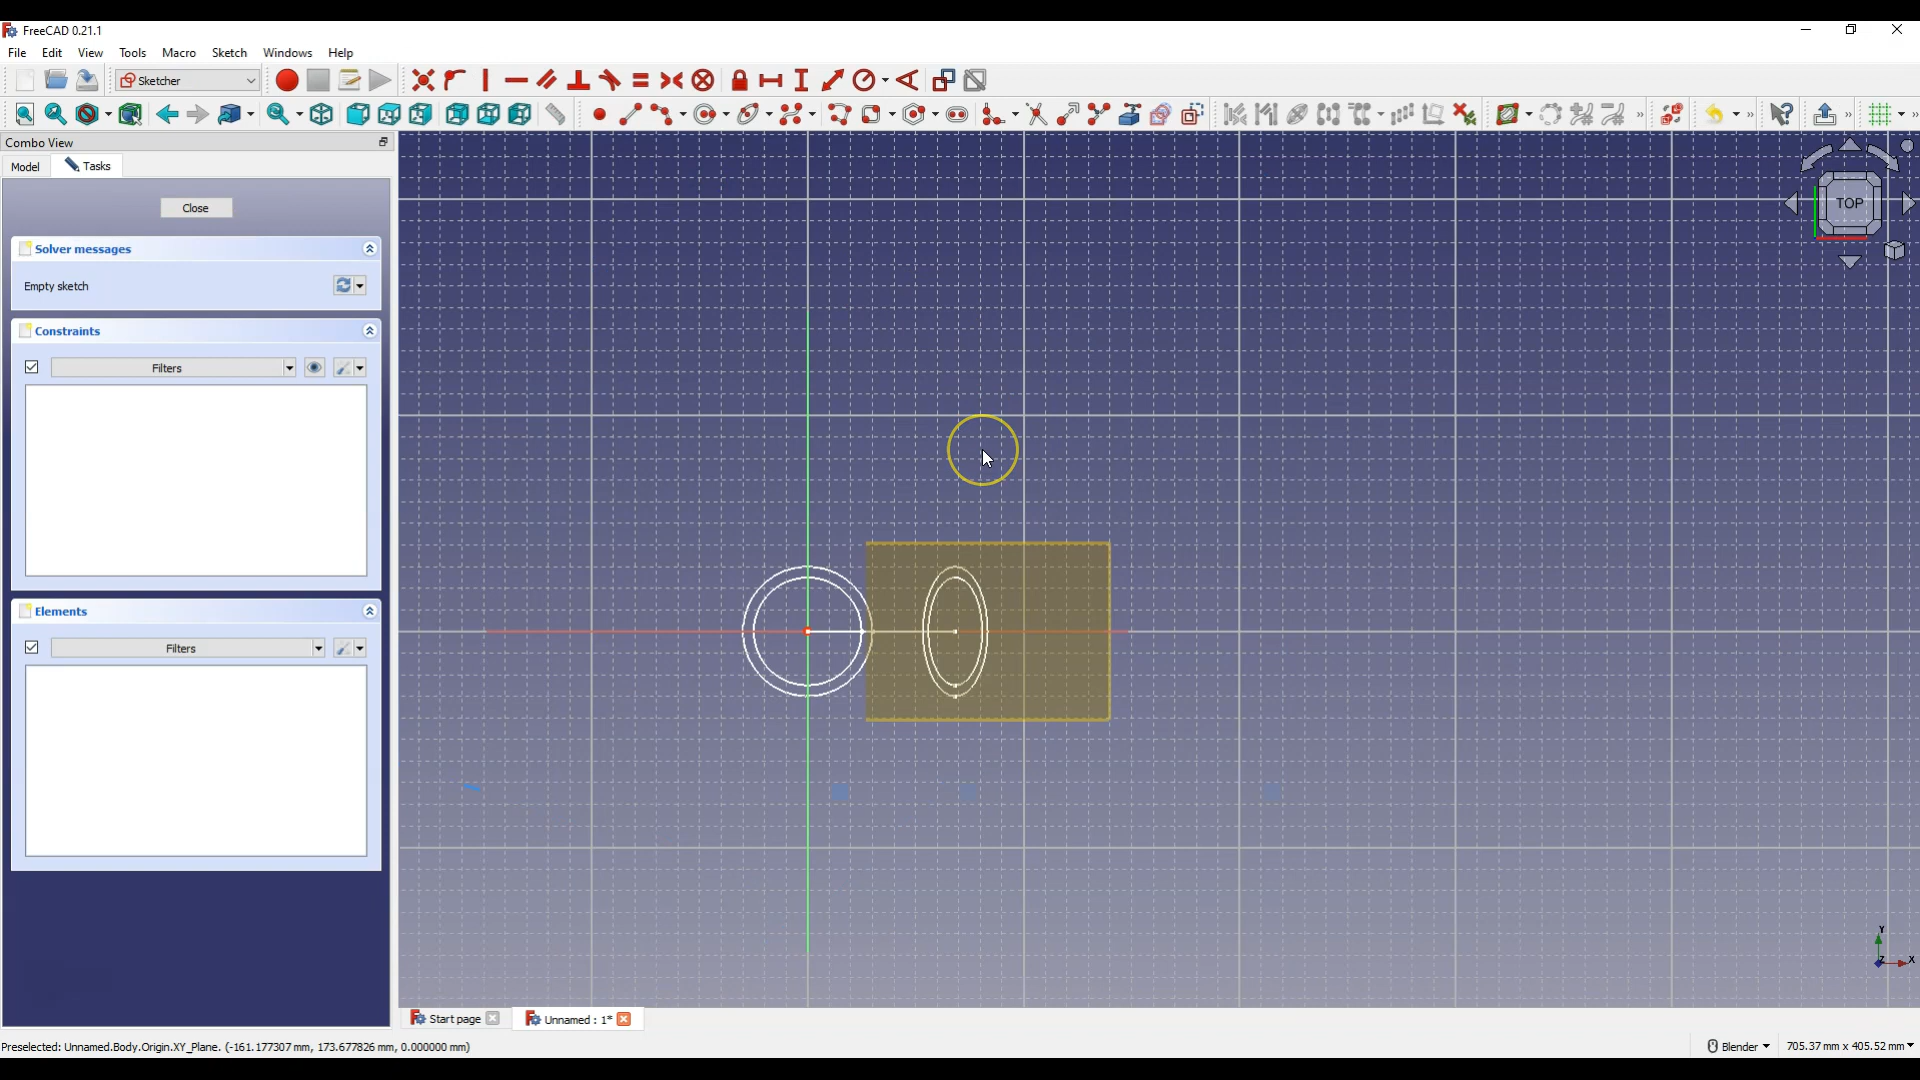 FreeCAD 0.21.1
File Edit View Tools Macro Sketch Windows Help
Sketcher
Combo View
Model Tasks
Close
Solver messages
Empty sketch
Constraints
Filters
Elements
Filters
TOP
Y
Z X
Start page Unnamed : 1*
Preselected: Unnamed.Body.Origin.XY_Plane. (-161.177307 mm, 173.677826 mm, 0.000000 mm) Blender 705.37 mm x 405.52 mm